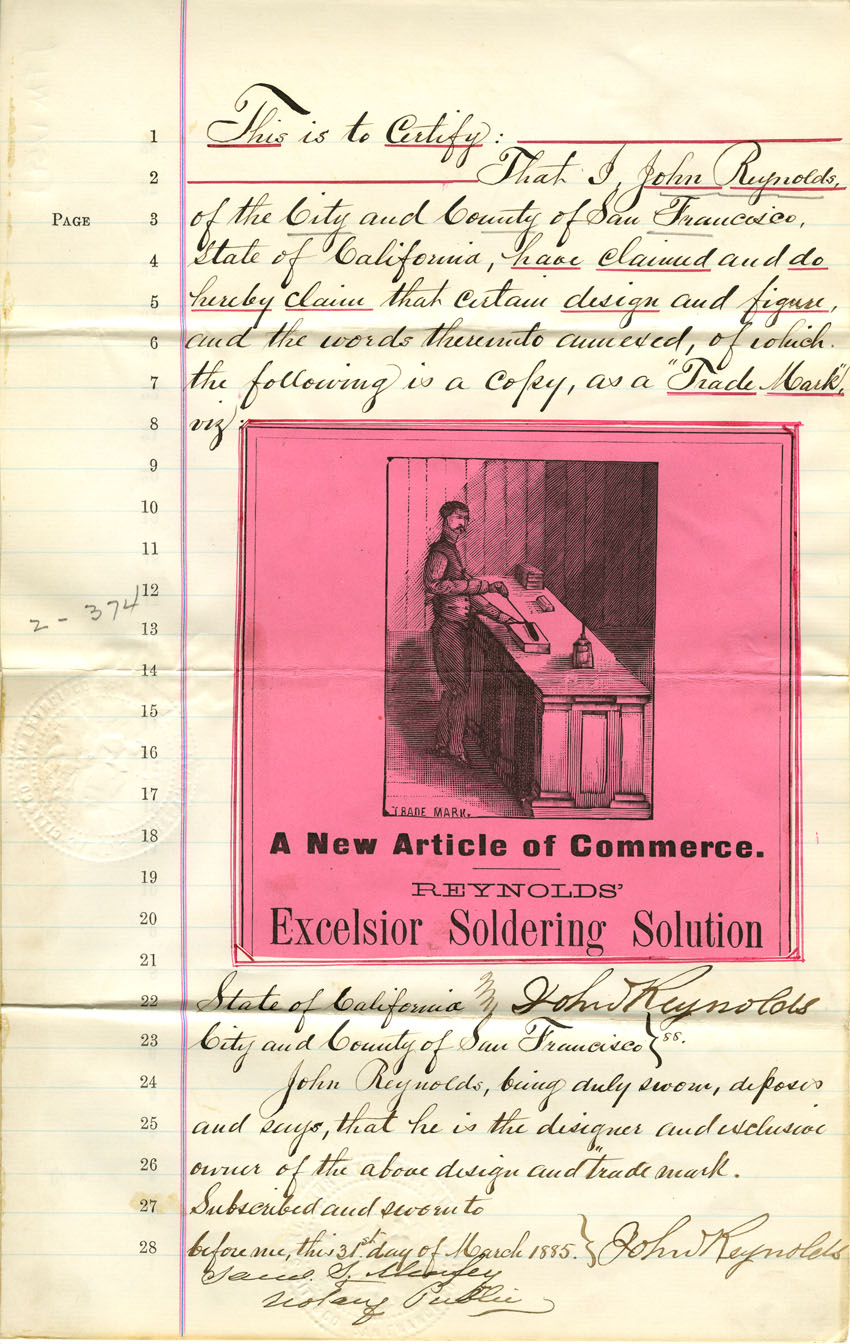 1 This is to Certify:
2 That I, John Reynolds,
PAGE 3 of the City and County of San Francisco,
4 State of California, have claimed and do
5 hereby claim that certain design and figure,
6 and the words thereunto annexed, of which
7 the following is a copy, as a "Trade Mark",
8 viz:
9
10
11
12
2 - 374
13
14
15
16
17
TRADE MARK.
18 A New Article of Commerce.
19 REYNOLDS'
20 Excelsior Soldering Solution
21
22 State of California John Reynolds
23 City and County of San Francisco } ss.
24 John Reynolds, being duly sworn, deposes
25 and says, that he is the designer and exclusive
26 owner of the above design and "trade mark.
27 Subscribed and sworn to
28 before me, this 31st day of March 1885. } John Reynolds
Notary Public